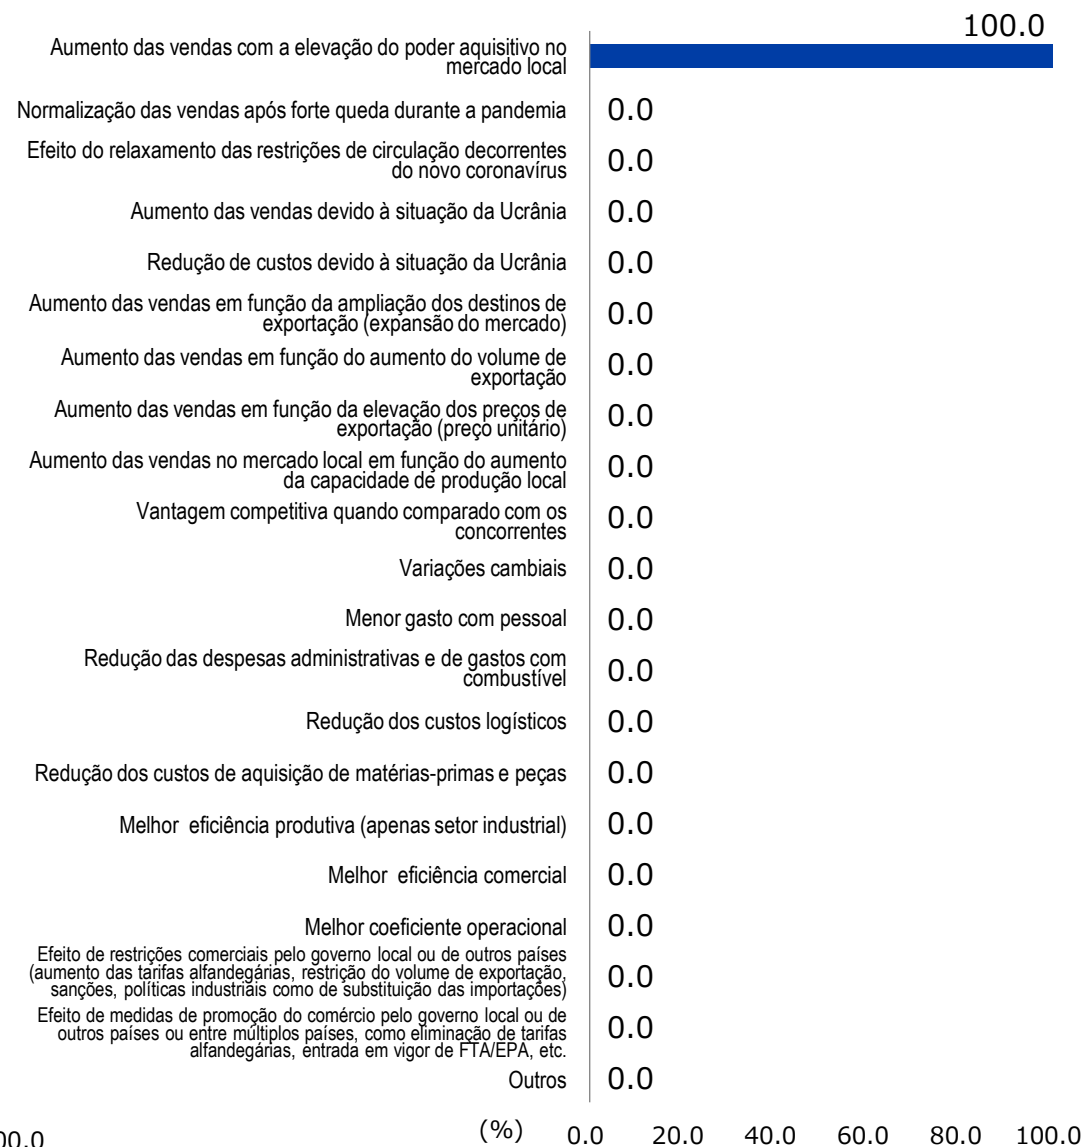 100.0
Aumento das vendas com a elevação do poder aquisitivo no
mercado local
Normalização das vendas após forte queda durante a pandemia
0.0
Efeito do relaxamento das restrições de circulação decorrentes
do novo coronavírus
0.0
Aumento das vendas devido à situação da Ucrânia
0.0
Redução de custos devido à situação da Ucrânia
0.0
Aumento das vendas em função da ampliação dos destinos de
exportação (expansão do mercado)
0.0
Aumento das vendas em função do aumento do volume de
exportação
0.0
Aumento das vendas em função da elevação dos preços de
exportação (preço unitário)
0.0
Aumento das vendas no mercado local em função do aumento
da capacidade de produção local
0.0
Vantagem competitiva quando comparado com os
concorrentes
0.0
Variações cambiais
0.0
Menor gasto com pessoal
0.0
Redução das despesas administrativas e de gastos com
combustível
0.0
Redução dos custos logísticos
0.0
Redução dos custos de aquisição de matérias-primas e peças
0.0
Melhor eficiência produtiva (apenas setor industrial)
0.0
Melhor eficiência comercial
0.0
Melhor coeficiente operacional
0.0
Efeito de restrições comerciais pelo governo local ou de outros países
(aumento das tarifas alfandegárias, restrição do volume de exportação,
sanções, políticas industriais como de substituição das importações)
0.0
Efeito de medidas de promoção do comércio pelo governo local ou de
outros países ou entre múltiplos países, como eliminação de tarifas
alfandegárias, entrada em vigor de FTA/EPA, etc.
0.0
Outros
0.0
00.0
(%) 0.0 20.0 40.0 60.0 80.0 100.0